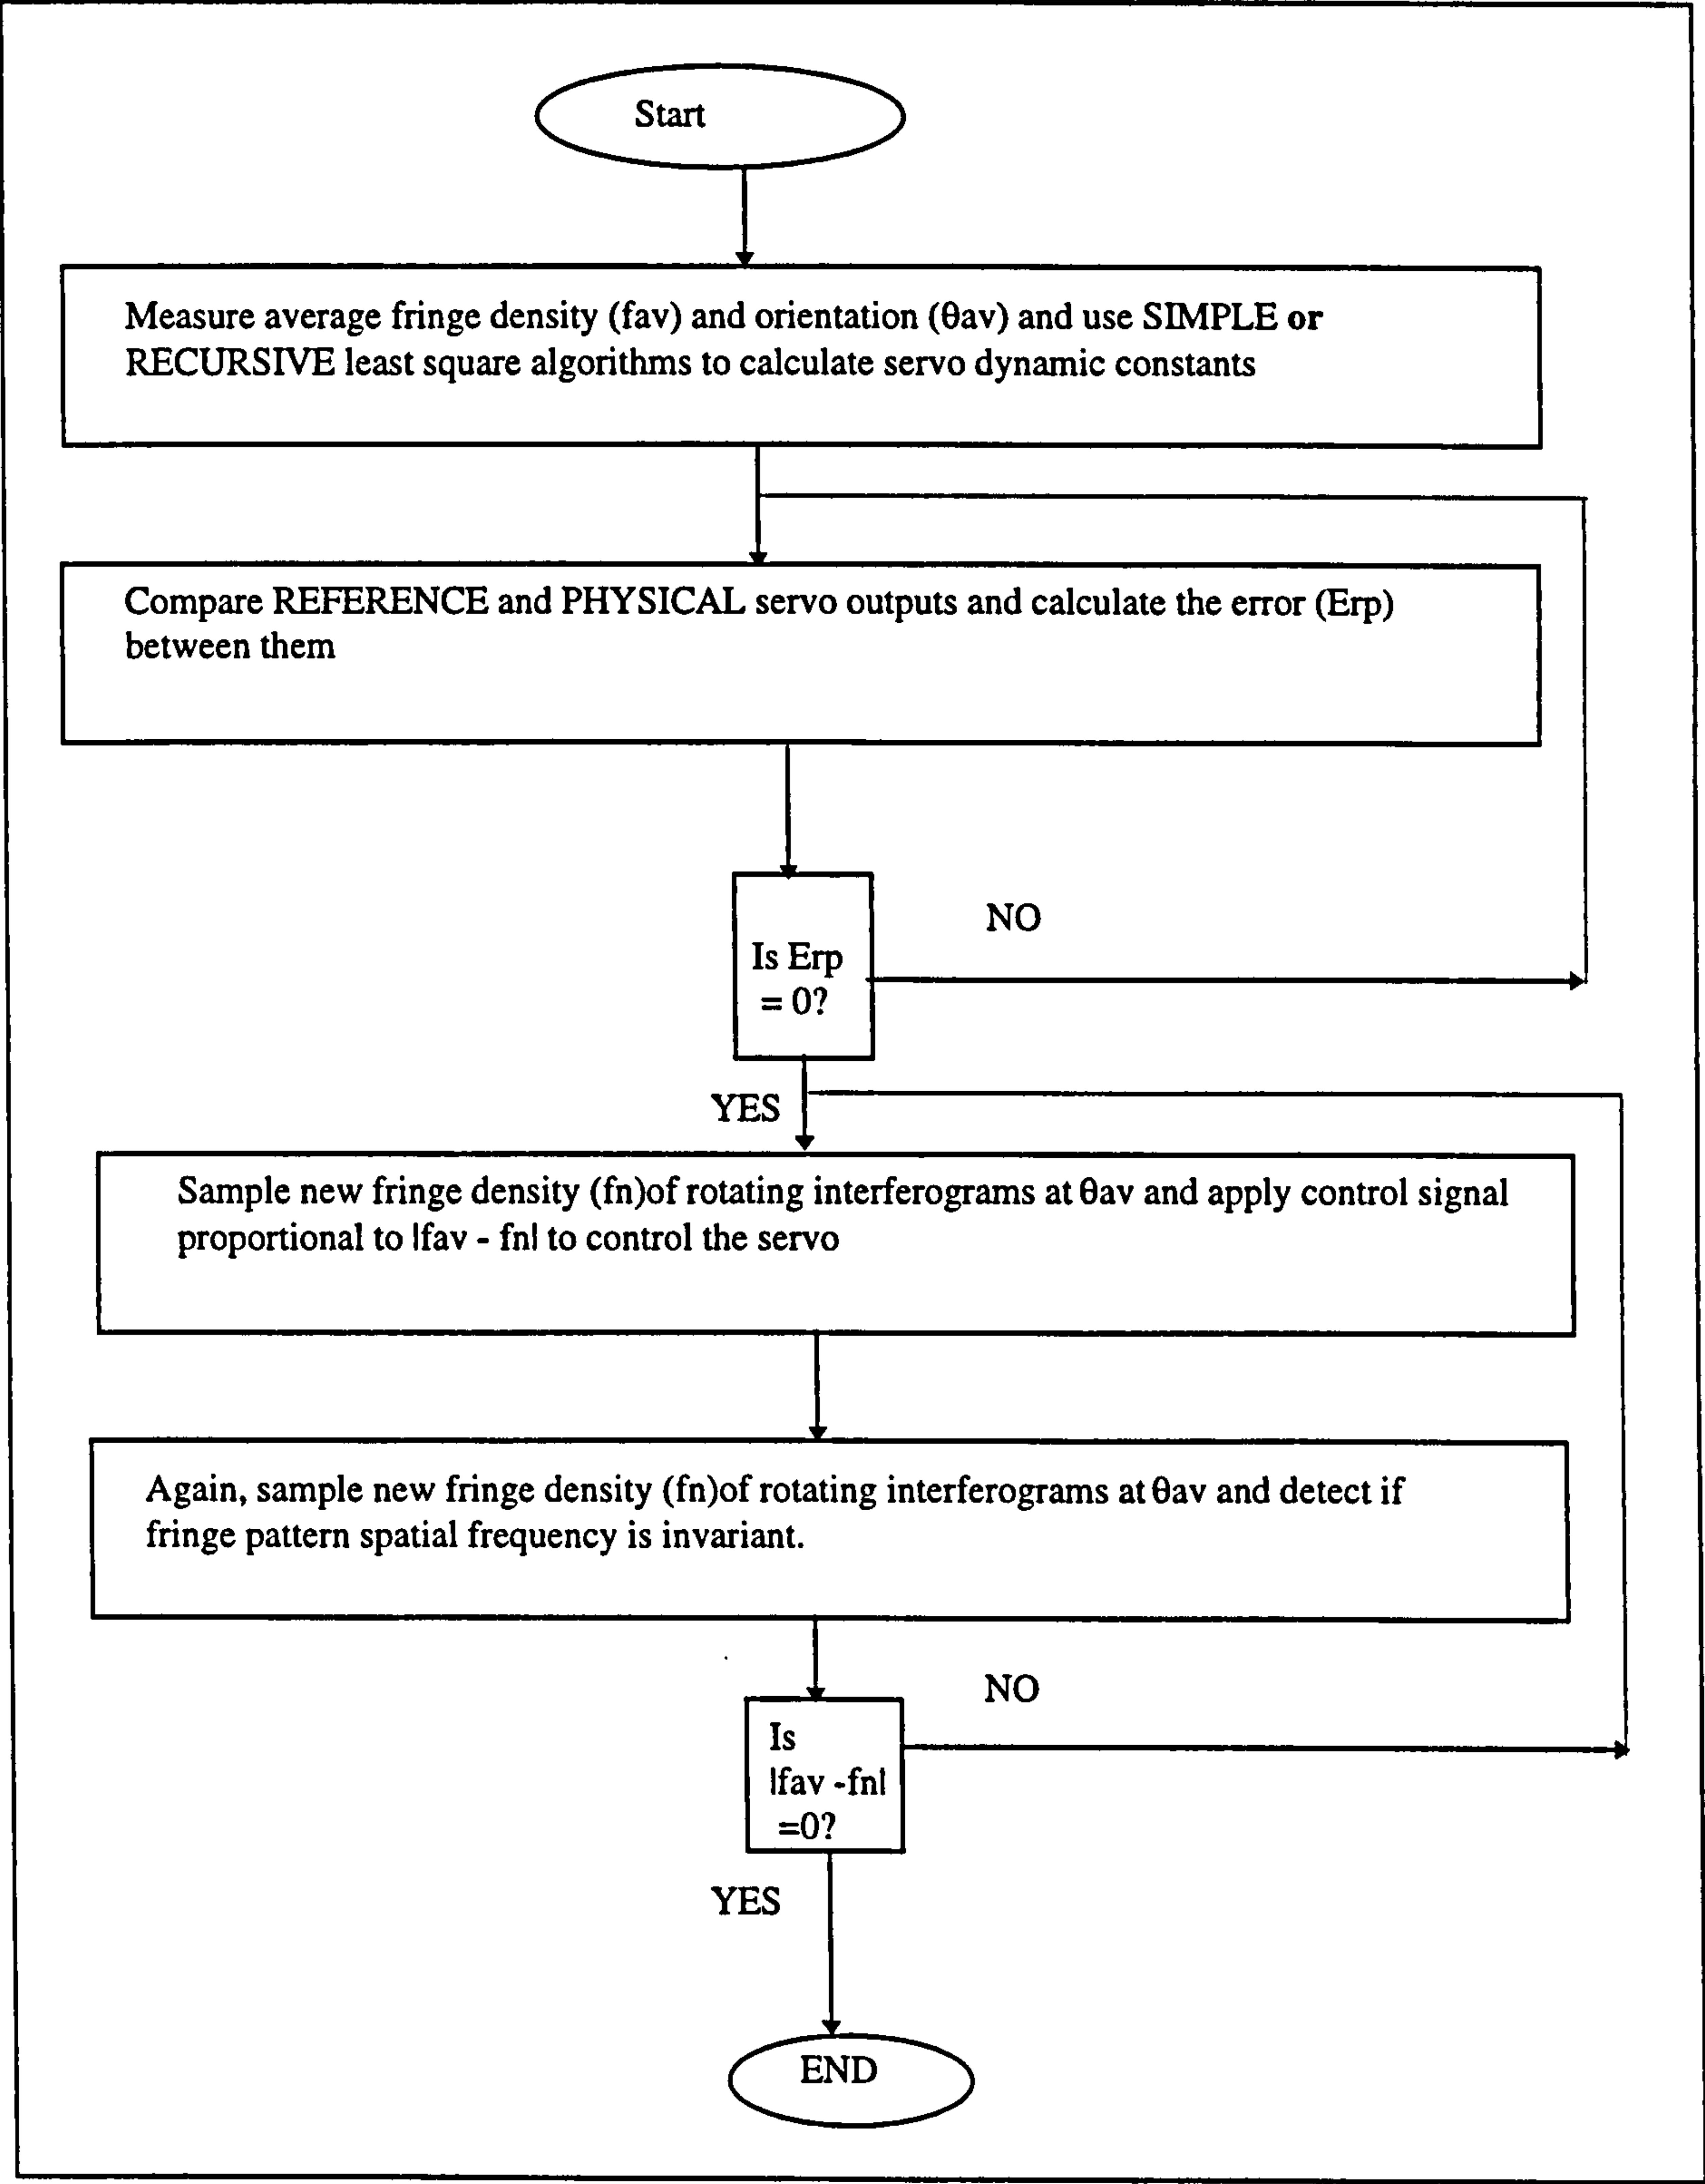 Start
Measure average fringe density (fav) and orientation (θav) and use SIMPLE or
RECURSIVE least square algorithms to calculate servo dynamic constants
Compare REFERENCE and PHYSICAL servo outputs and calculate the error (Erp)
between them
NO
Is Erp
= 0?
YES
Sample new fringe density (fn)of rotating interferograms at θav and apply control signal
proportional to |fav - fn| to control the servo
Again, sample new fringe density (fn)of rotating interferograms at θav and detect if
fringe pattern spatial frequency is invariant.
NO
Is
|fav -fn|
=0?
YES
END